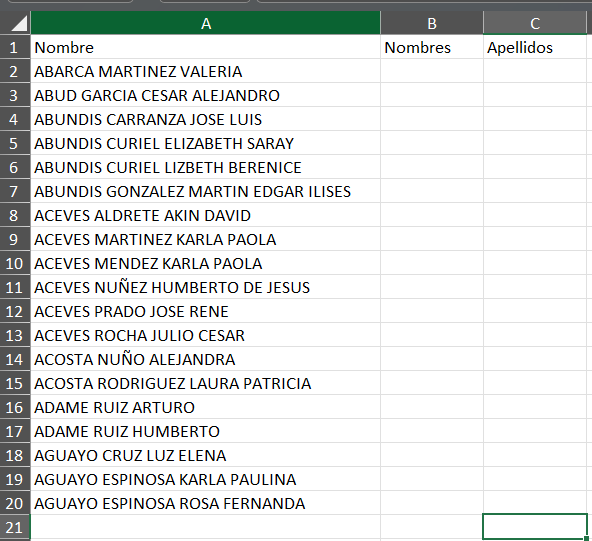 A B C
1 Nombre Nombres Apellidos
2 ABARCA MARTINEZ VALERIA
3 ABUD GARCIA CESAR ALEJANDRO
4 ABUNDIS CARRANZA JOSE LUIS
5 ABUNDIS CURIEL ELIZABETH SARAY
6 ABUNDIS CURIEL LIZBETH BERENICE
7 ABUNDIS GONZALEZ MARTIN EDGAR ILISES
8 ACEVES ALDRETE AKIN DAVID
9 ACEVES MARTINEZ KARLA PAOLA
10 ACEVES MENDEZ KARLA PAOLA
11 ACEVES NUÑEZ HUMBERTO DE JESUS
12 ACEVES PRADO JOSE RENE
13 ACEVES ROCHA JULIO CESAR
14 ACOSTA NUÑO ALEJANDRA
15 ACOSTA RODRIGUEZ LAURA PATRICIA
16 ADAME RUIZ ARTURO
17 ADAME RUIZ HUMBERTO
18 AGUAYO CRUZ LUZ ELENA
19 AGUAYO ESPINOSA KARLA PAULINA
20 AGUAYO ESPINOSA ROSA FERNANDA
21